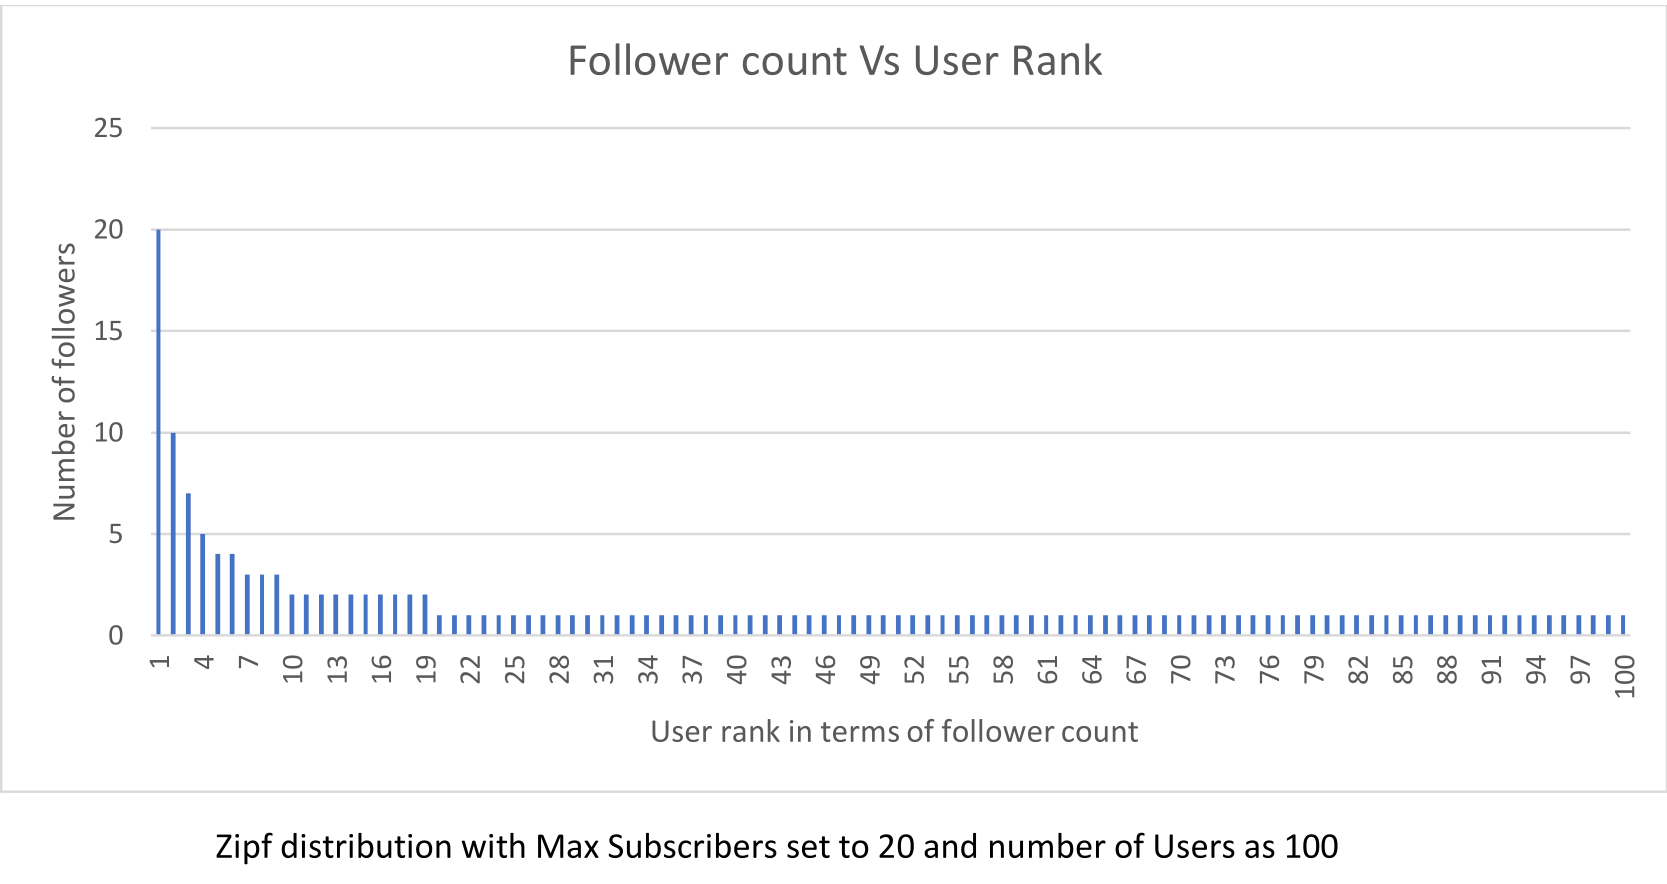 Follower count Vs User Rank
25
20
15
10
5
0
Number of followers
1 4 7 10 13 16 19 22 25 28 31 34 37 40 43 46 49 52 55 58 61 64 67 70 73 76 79 82 85 88 91 94 97 100
User rank in terms of follower count
Zipf distribution with Max Subscribers set to 20 and number of Users as 100